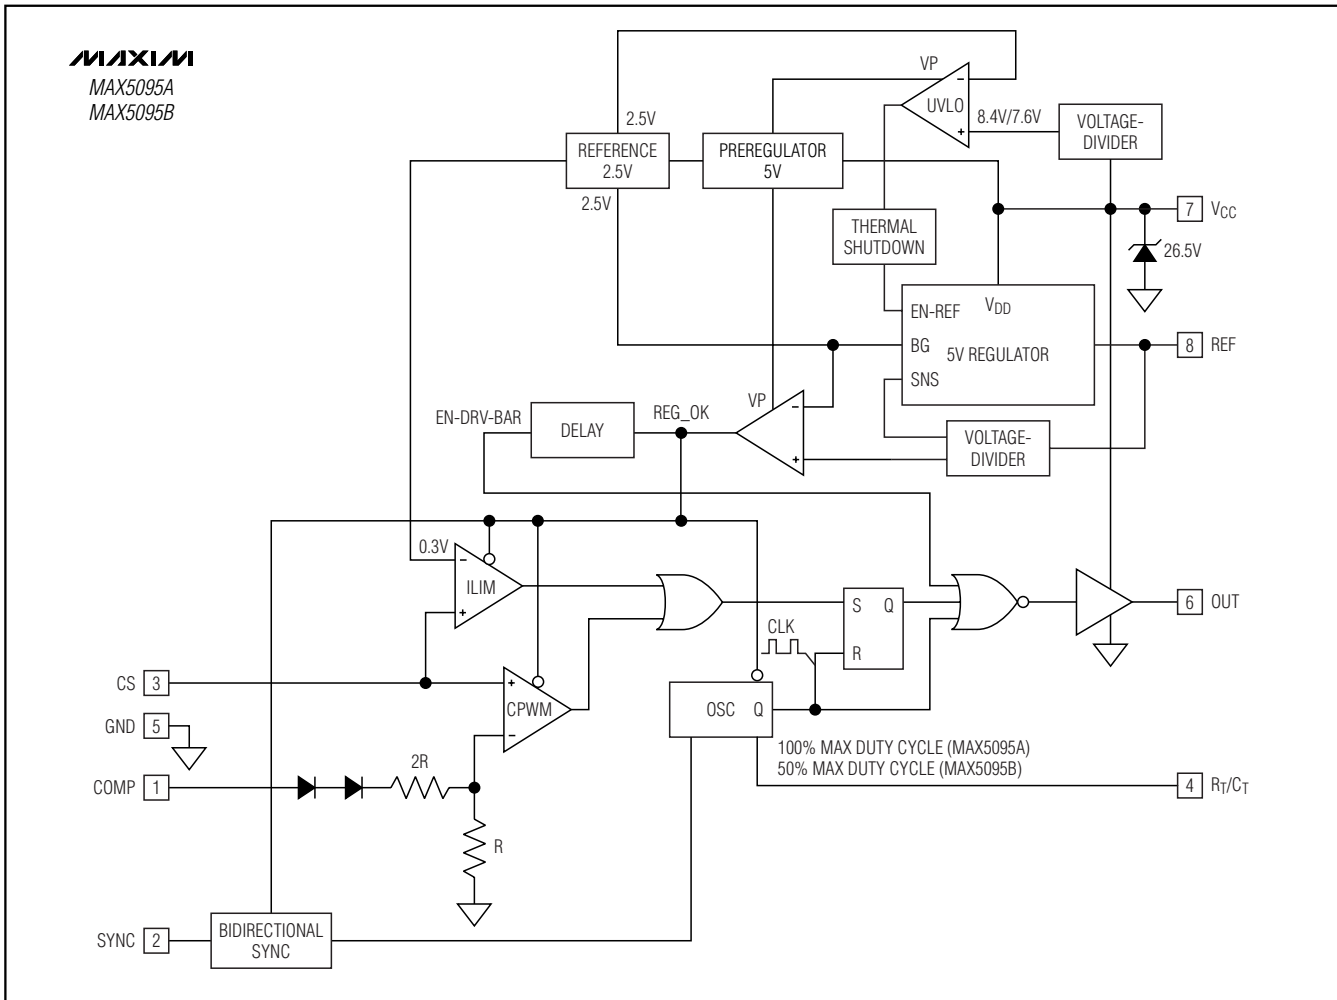 MAXIM
MAX5095A
MAX5095B
VP
−
UVLO
+
8.4V/7.6V
VOLTAGE-
DIVIDER
2.5V
REFERENCE
2.5V
2.5V
PREREGULATOR
5V
7
VCC
26.5V
THERMAL
SHUTDOWN
VDD
EN-REF
BG
5V REGULATOR
SNS
8
REF
VP
−
+
REG_OK
EN-DRV-BAR
DELAY
VOLTAGE-
DIVIDER
0.3V
−
ILIM
+
S
Q
R
CLK
6
OUT
CS
3
+
CPWM
−
OSC
Q
GND
5
100% MAX DUTY CYCLE (MAX5095A)
50% MAX DUTY CYCLE (MAX5095B)
COMP
1
2R
R
4
RT/CT
SYNC
2
BIDIRECTIONAL
SYNC